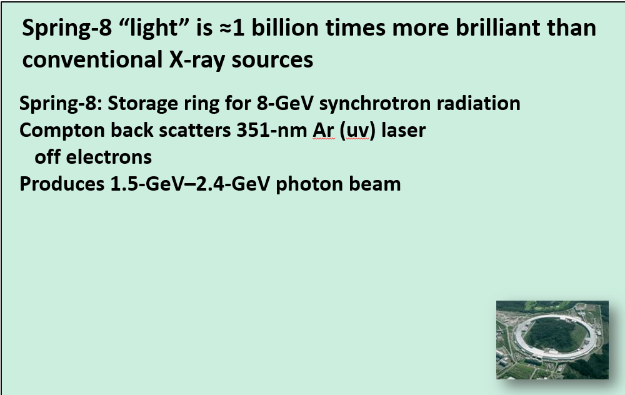 Spring-8 “light” is ≈1 billion times more brilliant than
conventional X-ray sources
Spring-8: Storage ring for 8-GeV synchrotron radiation
Compton back scatters 351-nm Ar (uv) laser
off electrons
Produces 1.5-GeV–2.4-GeV photon beam